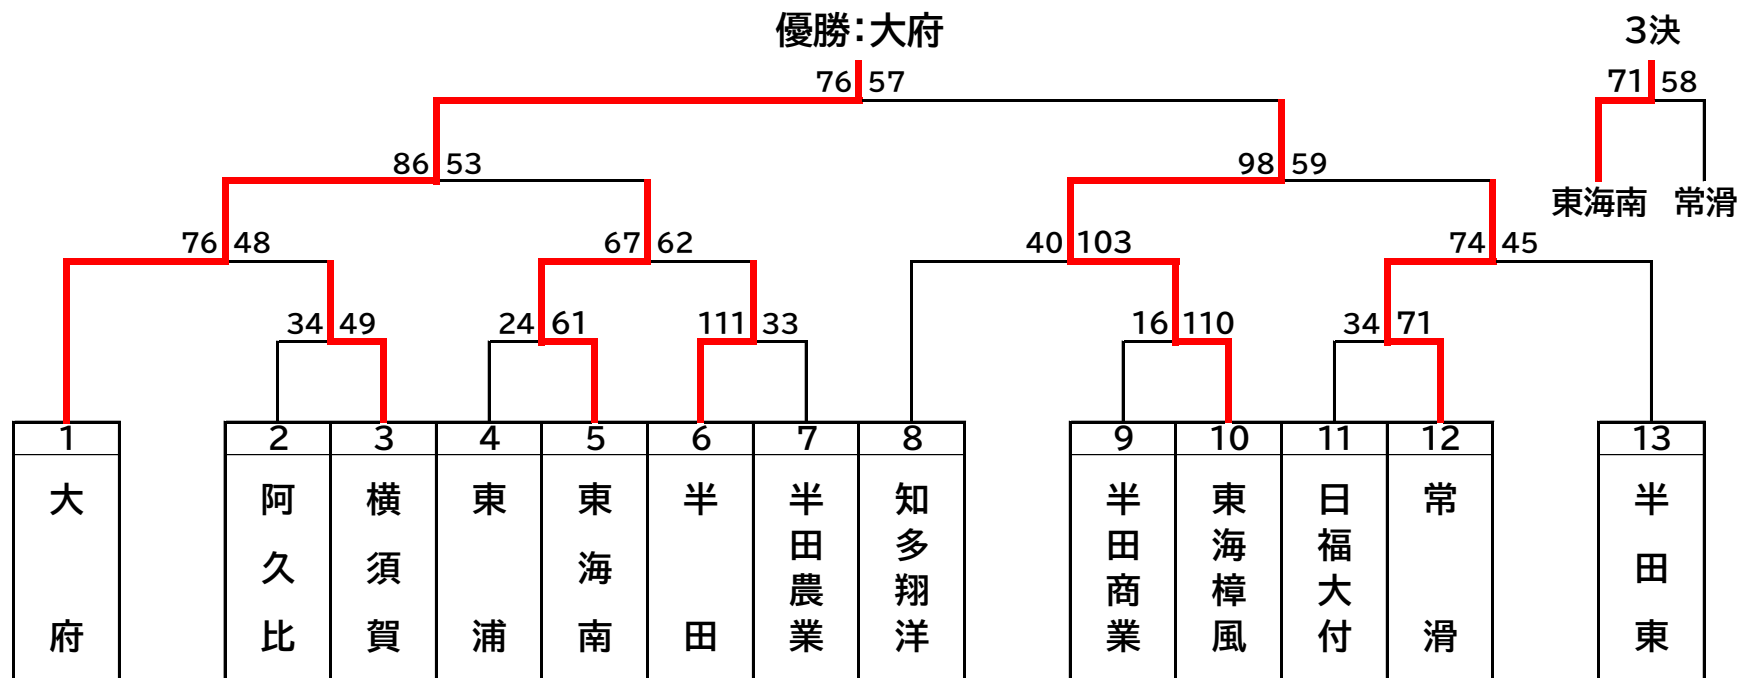 優勝：大府
3決
76 57
71 58
86 53
98 59
東海南 常滑
76 48
67 62
40 103
74 45
34 49
24 61
111 33
16 110
34 71
1 2 3 4 5 6 7 8 9 10 11 12 13
大府
阿久比
横須賀
東浦
東海南
半田
半田農業
知多翔洋
半田商業
東海樟風
日福大付
常滑
半田東